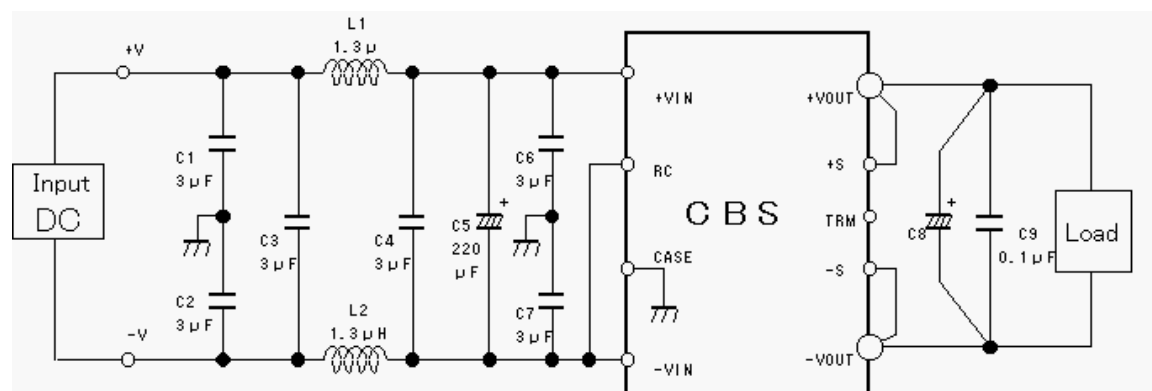 L1
1.3μ
+V
+VIN
+VOUT
C1
3μF
C6
3μF
RC
+S
Input
DC
CBS
C3
3μF
C4
3μF
C5
+
220
μF
TRM
C8
+
C9
0.1μF
Load
CASE
-S
C2
3μF
L2
1.3μH
C7
3μF
-V
-VIN
-VOUT